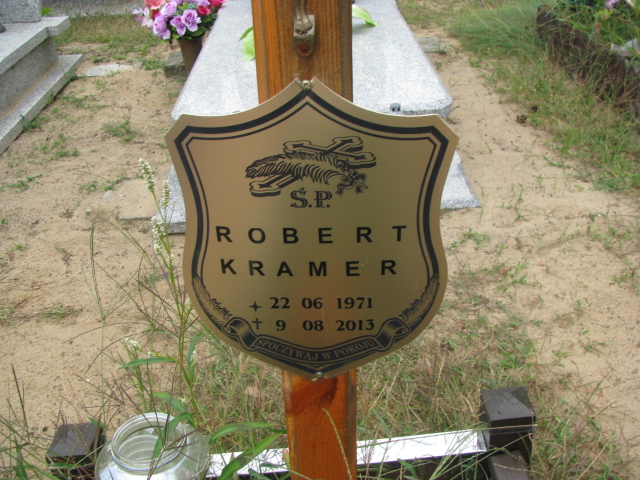 Ś.P.
ROBERT
KRAMER
22 06 1971
9 08 2013
SPOCZYWAJ W POKOJU